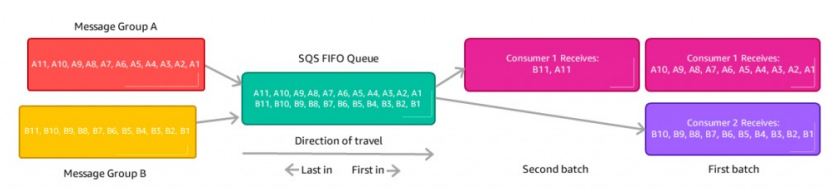 Message Group A
A11, A10, A9, A8, A7, A6, A5, A4, A3, A2, A1
B11, B10, B9, B8, B7, B6, B5, B4, B3, B2, B1
Message Group B
SQS FIFO Queue
A11, A10, A9, A8, A7, A6, A5, A4, A3, A2, A1
B11, B10, B9, B8, B7, B6, B5, B4, B3, B2, B1
Direction of travel
Last in First in
Consumer 1 Receives:
B11, A11
Second batch
Consumer 1 Receives:
A10, A9, A8, A7, A6, A5, A4, A3, A2, A1
Consumer 2 Receives:
B10, B9, B8, B7, B6, B5, B4, B3, B2, B1
First batch